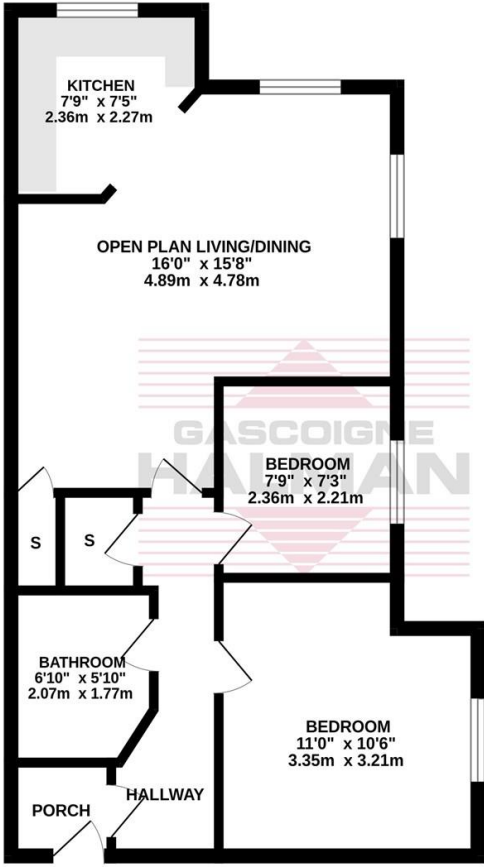 KITCHEN
7'9" x 7'5"
2.36m x 2.27m
OPEN PLAN LIVING/DINING
16'0" x 15'8"
4.89m x 4.78m
GASCOIGNE
HALMAN
BEDROOM
7'9" x 7'3"
2.36m x 2.21m
S
S
BATHROOM
6'10" x 5'10"
2.07m x 1.77m
BEDROOM
11'0" x 10'6"
3.35m x 3.21m
HALLWAY
PORCH